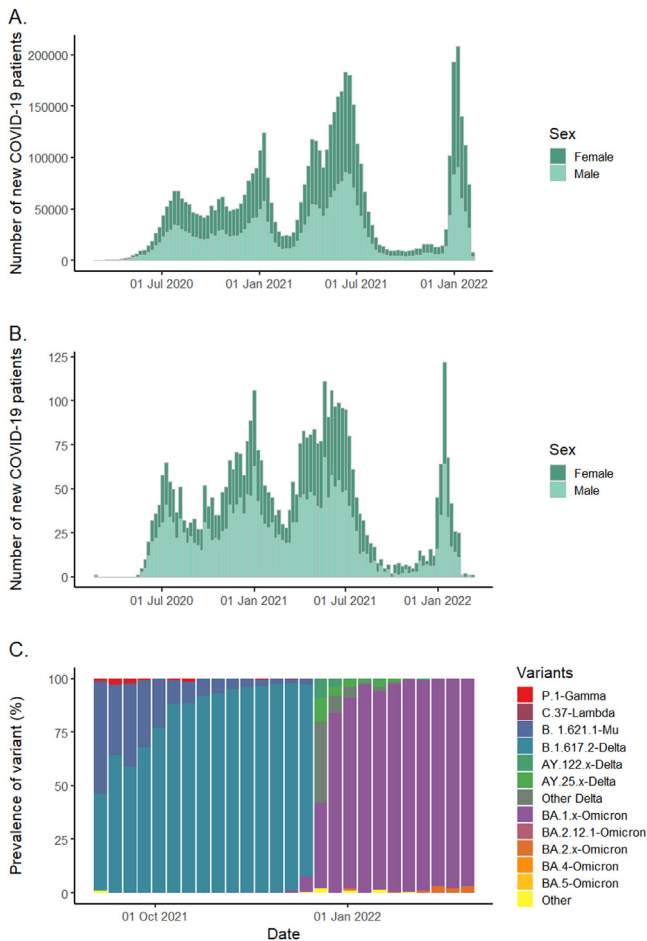 A.
Number of new COVID-19 patients
200000
150000
100000
50000
0
01 Jul 2020
01 Jan 2021
01 Jul 2021
01 Jan 2022
Sex
Female
Male
B.
Number of new COVID-19 patients
125
100
75
50
25
0
01 Jul 2020
01 Jan 2021
01 Jul 2021
01 Jan 2022
Sex
Female
Male
C.
Prevalence of variant (%)
100
75
50
25
0
01 Oct 2021
01 Jan 2022
Date
Variants
P.1-Gamma
C.37-Lambda
B. 1.621.1-Mu
B.1.617.2-Delta
AY.122.x-Delta
AY.25.x-Delta
Other Delta
BA.1.x-Omicron
BA.2.12.1-Omicron
BA.2.x-Omicron
BA.4-Omicron
BA.5-Omicron
Other